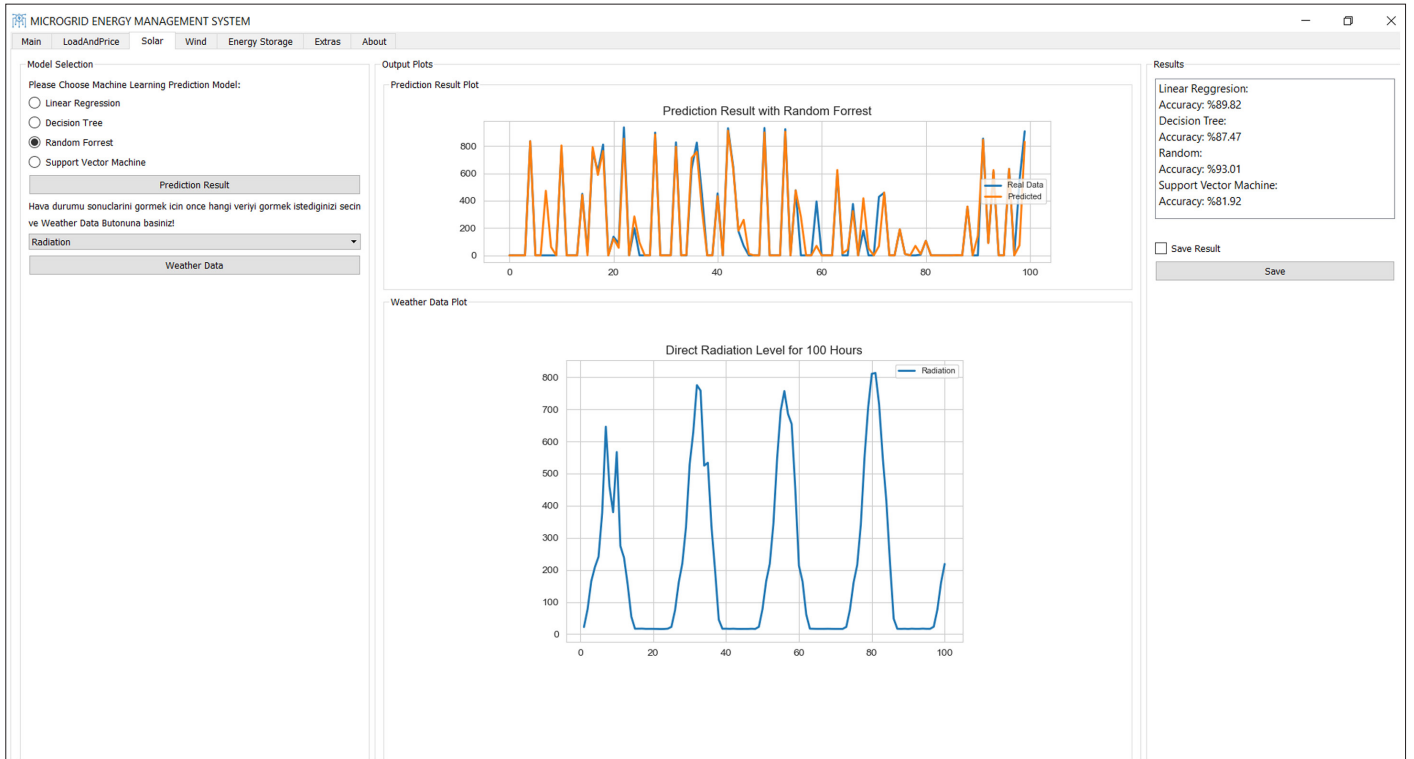 MICROGRID ENERGY MANAGEMENT SYSTEM
Main LoadAndPrice Solar Wind Energy Storage Extras About
Model Selection
Please Choose Machine Learning Prediction Model:
Linear Regression
Decision Tree
Random Forrest
Support Vector Machine
Prediction Result
Hava durumu sonuclarini gormek icin once hangi veriyi gormek istediginizi secin
ve Weather Data Butonuna basiniz!
Radiation
Weather Data
Output Plots
Prediction Result Plot
Prediction Result with Random Forrest
800
600
400
200
0
0 20 40 60 80 100
Real Data
Predicted
Weather Data Plot
Direct Radiation Level for 100 Hours
Radiation
800
700
600
500
400
300
200
100
0
0 20 40 60 80 100
Results
Linear Reggresion:
Accuracy: %89.82
Decision Tree:
Accuracy: %87.47
Random:
Accuracy: %93.01
Support Vector Machine:
Accuracy: %81.92
Save Result
Save